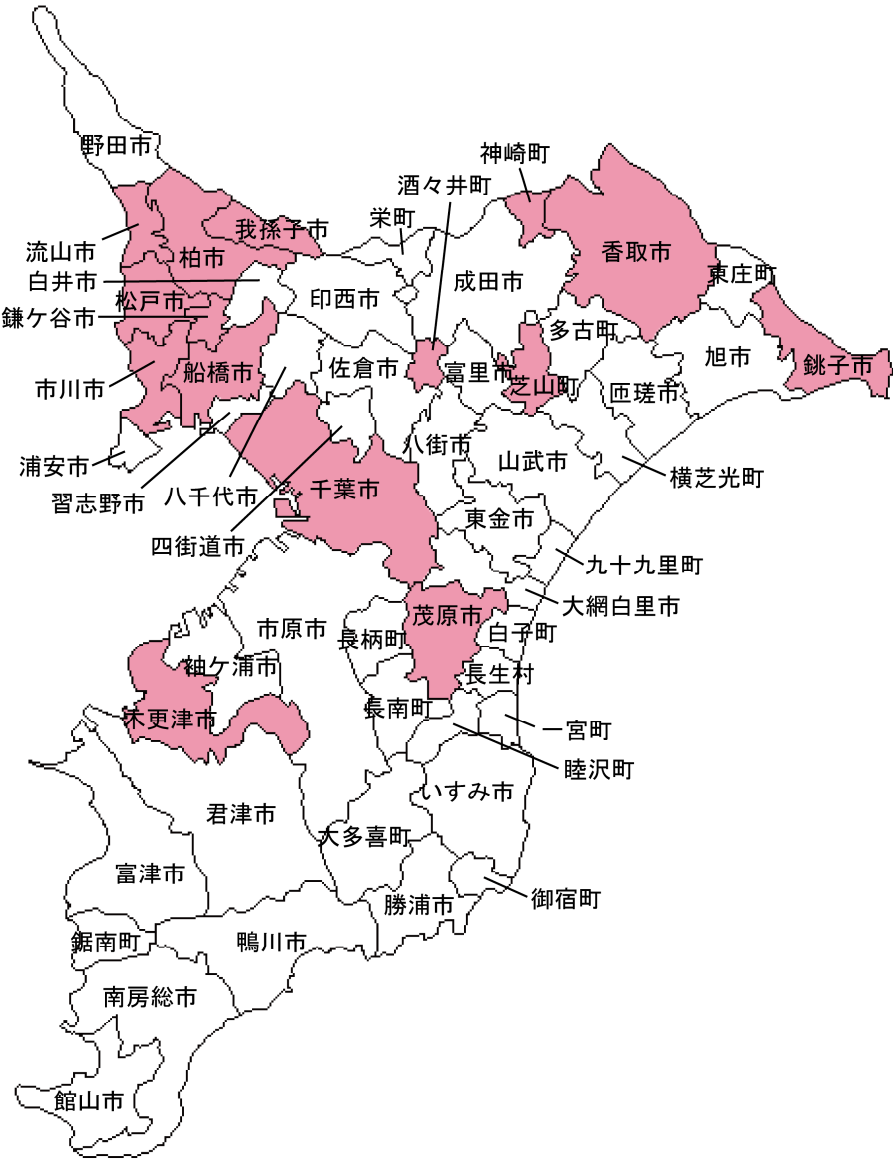 野田市
神崎町
酒々井町
栄町
我孫子市
流山市
柏市
香取市
白井市
成田市
東庄町
松戸市
印西市
鎌ケ谷市
多古町
船橋市
佐倉市
富里市
旭市
銚子市
市川市
芝山町
匝瑳市
八街市
浦安市
山武市
横芝光町
習志野市
八千代市
千葉市
四街道市
東金市
九十九里町
大網白里市
市原市
長柄町
茂原市
白子町
袖ケ浦市
長生村
木更津市
長南町
一宮町
睦沢町
君津市
いすみ市
大多喜町
富津市
勝浦市
御宿町
鋸南町
鴨川市
南房総市
館山市